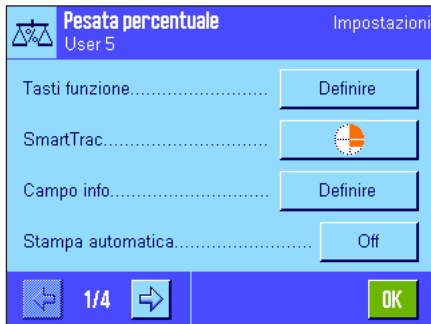 Pesata percentuale Impostazioni
User 5
Tasti funzione.......................... Definire
SmartTrac................................
Campo info............................. Definire
Stampa automatica...................... Off
1/4 OK